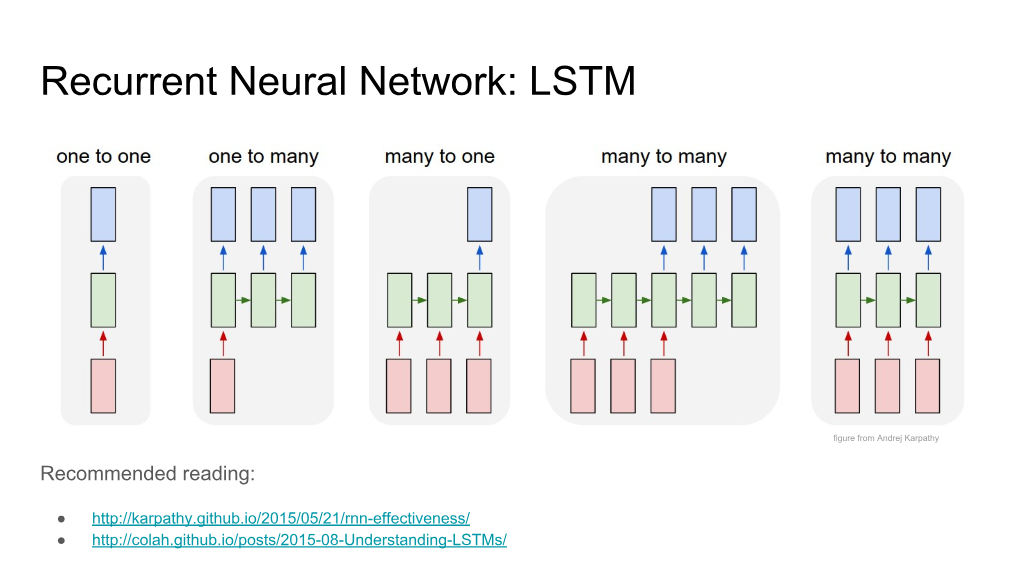 Recurrent Neural Network: LSTM
one to one
one to many
many to one
many to many
many to many
figure from Andrej Karpathy
Recommended reading:
● http://karpathy.github.io/2015/05/21/rnn-effectiveness/
● http://colah.github.io/posts/2015-08-Understanding-LSTMs/